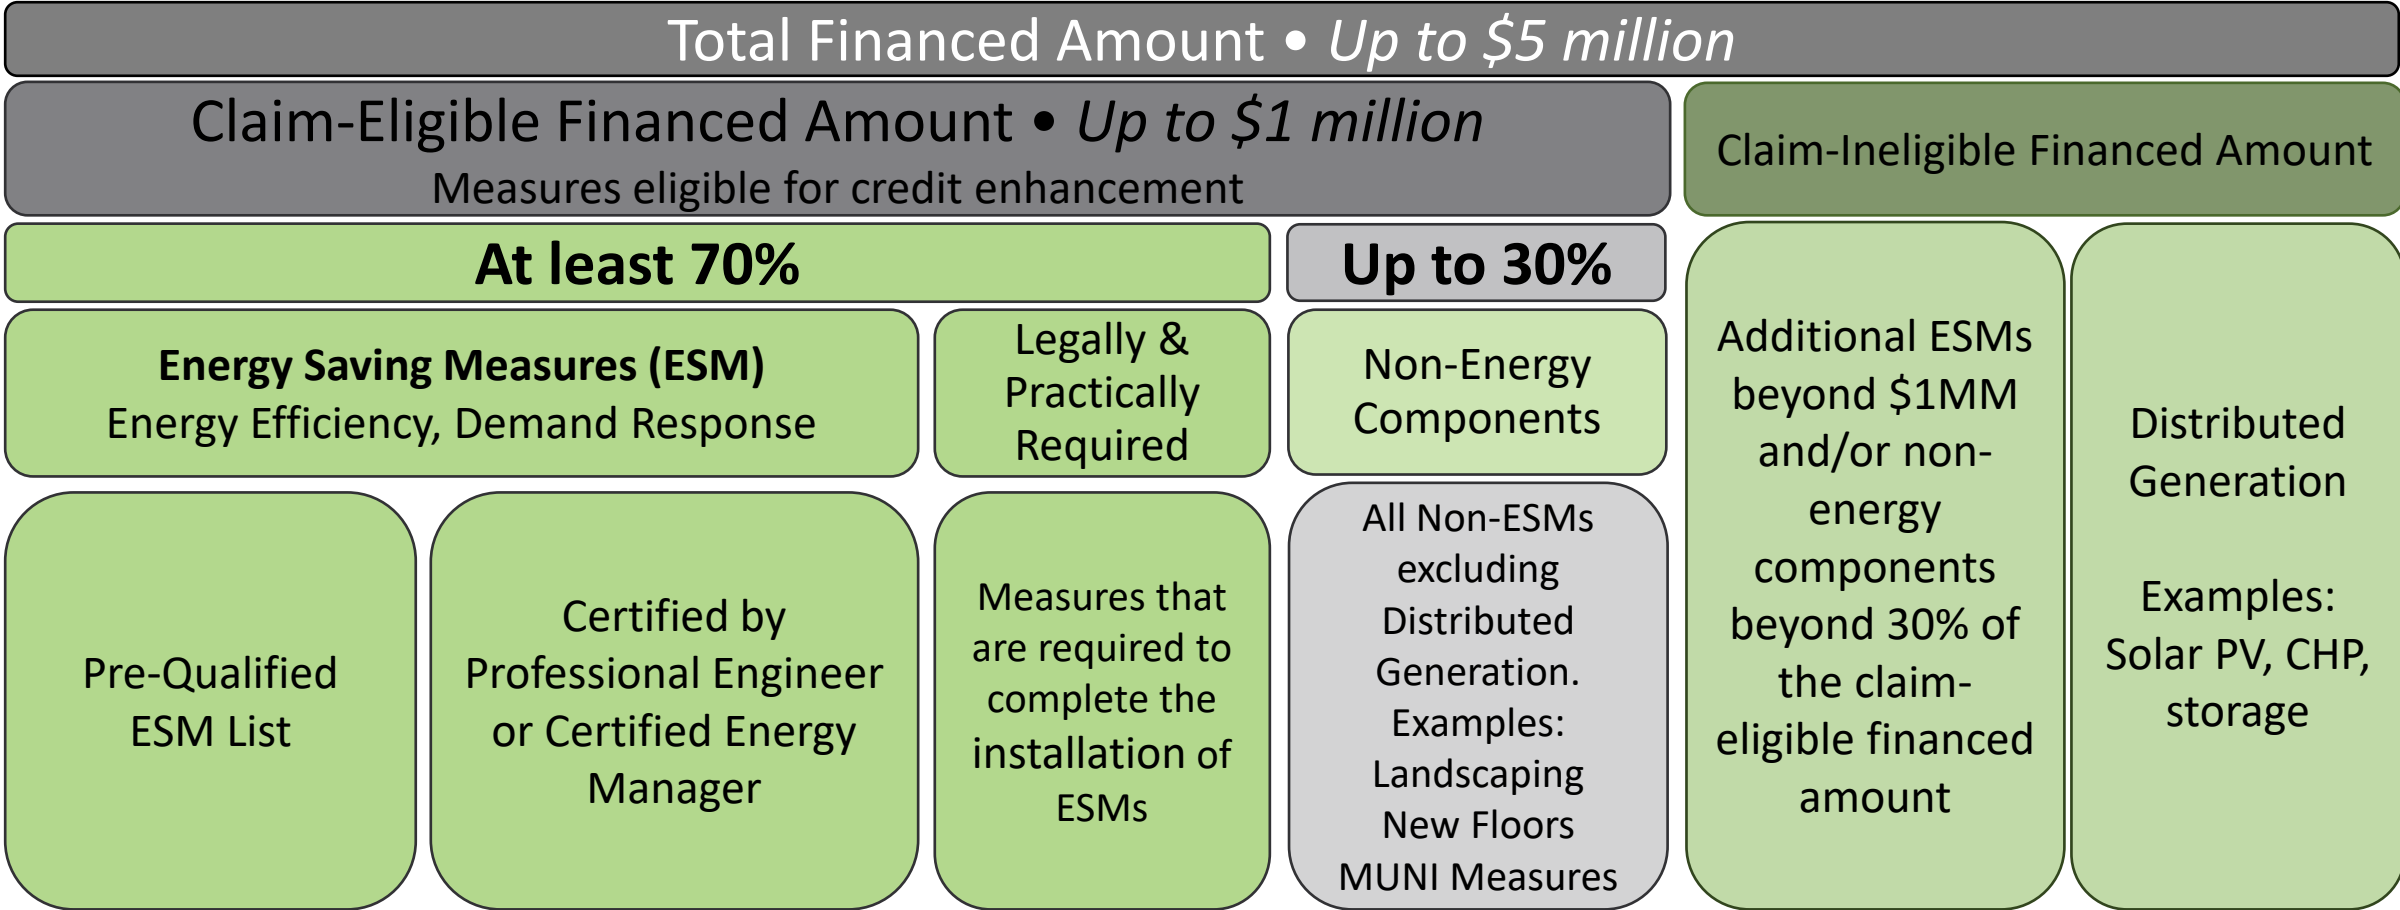 Total Financed Amount • Up to $5 million
Claim-Eligible Financed Amount • Up to $1 million
Measures eligible for credit enhancement
Claim-Ineligible Financed Amount
At least 70%
Up to 30%
Energy Saving Measures (ESM)
Energy Efficiency, Demand Response
Legally &
Practically
Required
Non-Energy
Components
Pre-Qualified
ESM List
Certified by
Professional Engineer
or Certified Energy
Manager
Measures that
are required to
complete the
installation of
ESMs
All Non-ESMs
excluding
Distributed
Generation.
Examples:
Landscaping
New Floors
MUNI Measures
Additional ESMs
beyond $1MM
and/or non-
energy
components
beyond 30% of
the claim-
eligible financed
amount
Distributed
Generation
Examples:
Solar PV, CHP,
storage